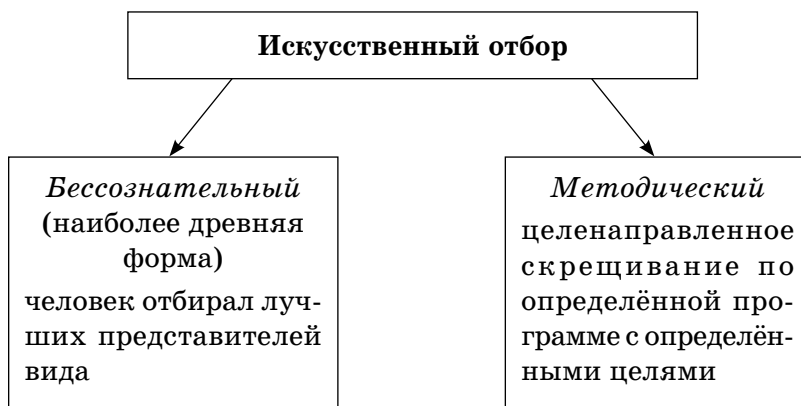 Искусственный отбор
Бессознательный
(наиболее древняя
форма)
человек отбирал луч-
ших представителей
вида
Методический
целенаправленное
скрещивание по
определённой про-
грамме с определён-
ными целями